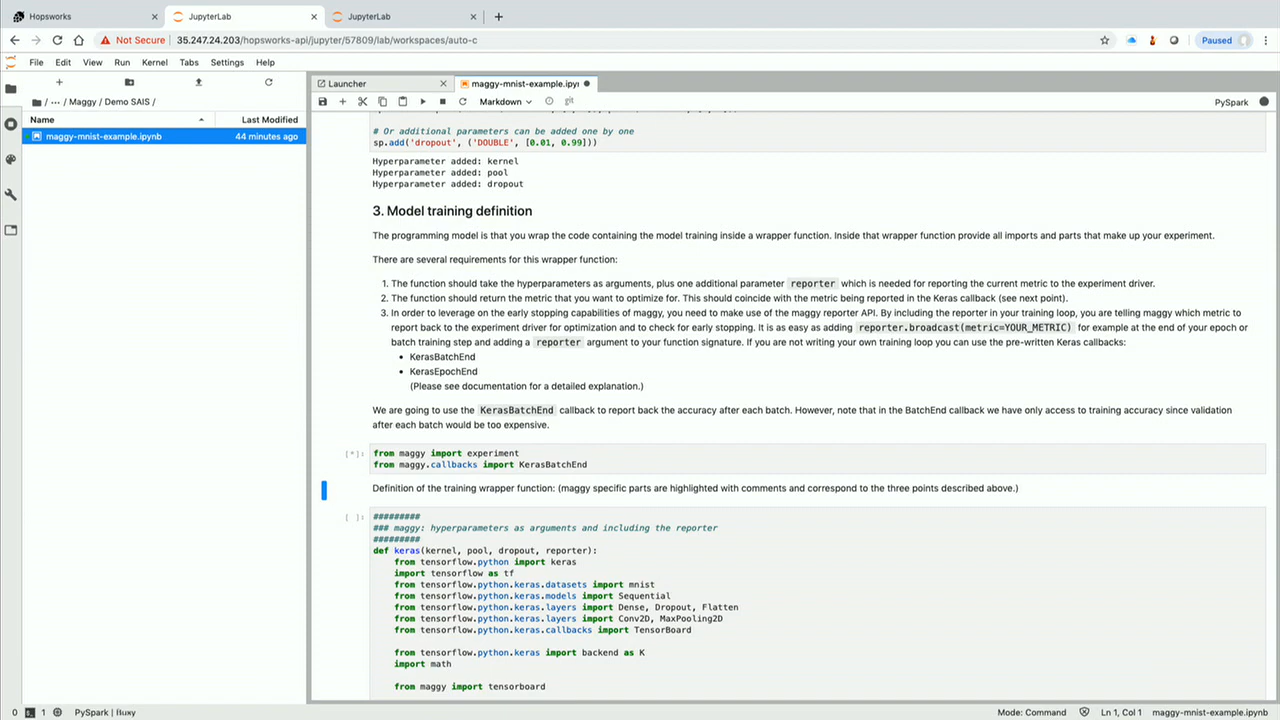 Hopsworks
JupyterLab
JupyterLab
Not Secure
35.247.24.203/hopsworks-api/jupyter/57809/lab/workspaces/auto-c
Paused
File Edit View Run Kernel Tabs Settings Help
/ ··· / Maggy / Demo SAIS /
Name
Last Modified
maggy-mnist-example.ipynb
44 minutes ago
Launcher
maggy-mnist-example.ipyn
Markdown
PySpark
# Or additional parameters can be added one by one
sp.add('dropout', ('DOUBLE', [0.01, 0.99]))
Hyperparameter added: kernel
Hyperparameter added: pool
Hyperparameter added: dropout
3. Model training definition
The programming model is that you wrap the code containing the model training inside a wrapper function. Inside that wrapper function provide all imports and parts that make up your experiment.
There are several requirements for this wrapper function:
1. The function should take the hyperparameters as arguments, plus one additional parameter reporter which is needed for reporting the current metric to the experiment driver.
2. The function should return the metric that you want to optimize for. This should coincide with the metric being reported in the Keras callback (see next point).
3. In order to leverage on the early stopping capabilities of maggy, you need to make use of the maggy reporter API. By including the reporter in your training loop, you are telling maggy which metric to
report back to the experiment driver for optimization and to check for early stopping. It is as easy as adding reporter.broadcast(metric=YOUR_METRIC) for example at the end of your epoch or
batch training step and adding a reporter argument to your function signature. If you are not writing your own training loop you can use the pre-written Keras callbacks:
• KerasBatchEnd
• KerasEpochEnd
(Please see documentation for a detailed explanation.)
We are going to use the KerasBatchEnd callback to report back the accuracy after each batch. However, note that in the BatchEnd callback we have only access to training accuracy since validation
after each batch would be too expensive.
[*]:
from maggy import experiment
from maggy.callbacks import KerasBatchEnd
Definition of the training wrapper function: (maggy specific parts are highlighted with comments and correspond to the three points described above.)
[ ]:
#########
### maggy: hyperparameters as arguments and including the reporter
#########
def keras(kernel, pool, dropout, reporter):
from tensorflow.python import keras
import tensorflow as tf
from tensorflow.python.keras.datasets import mnist
from tensorflow.python.keras.models import Sequential
from tensorflow.python.keras.layers import Dense, Dropout, Flatten
from tensorflow.python.keras.layers import Conv2D, MaxPooling2D
from tensorflow.python.keras.callbacks import TensorBoard
from tensorflow.python.keras import backend as K
import math
from maggy import tensorboard
0
1
PySpark | Busy
Mode: Command
Ln 1, Col 1
maggy-mnist-example.ipynb